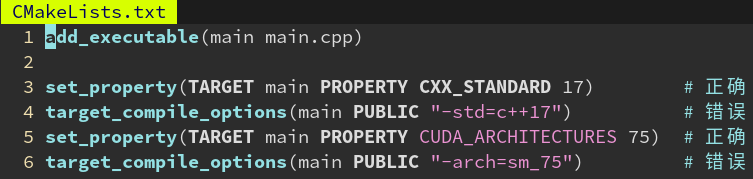 CMakeLists.txt
1 add_executable(main main.cpp)
2
3 set_property(TARGET main PROPERTY CXX_STANDARD 17) # 正确
4 target_compile_options(main PUBLIC "-std=c++17") # 错误
5 set_property(TARGET main PROPERTY CUDA_ARCHITECTURES 75) # 正确
6 target_compile_options(main PUBLIC "-arch=sm_75") # 错误